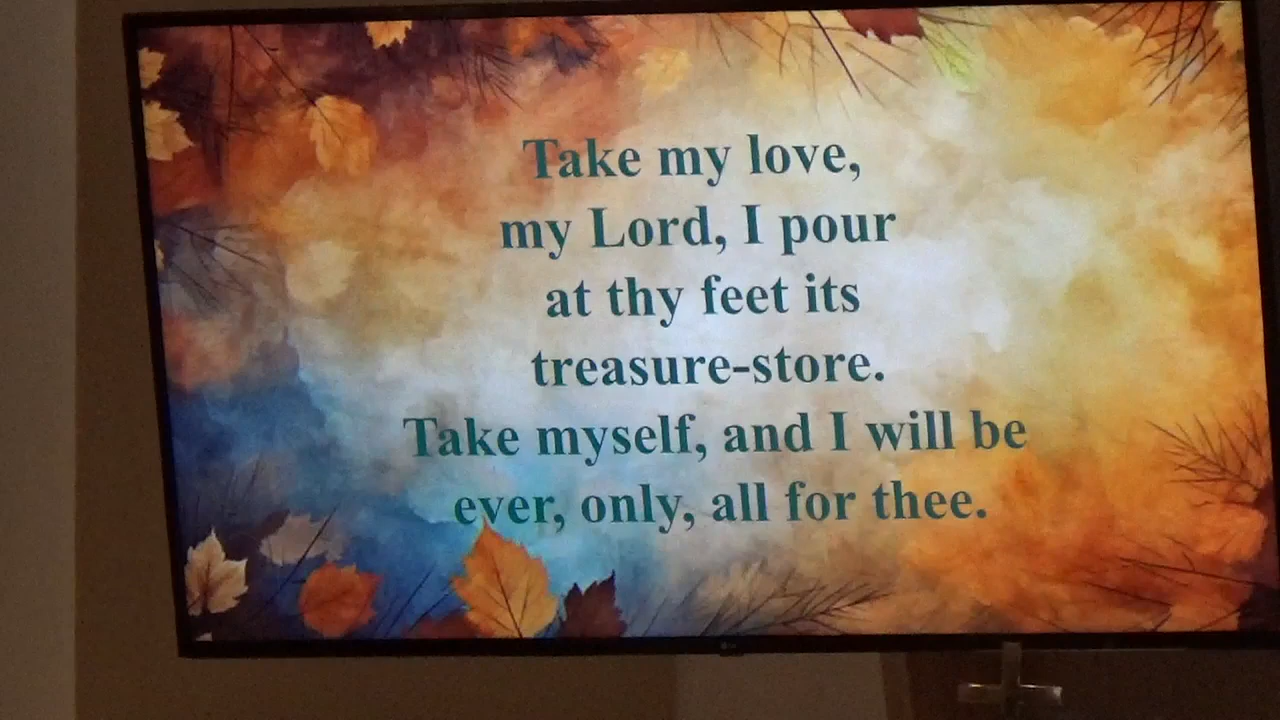 Take my love,
my Lord, I pour
at thy feet its
treasure-store.
Take myself, and I will be
ever, only, all for thee.